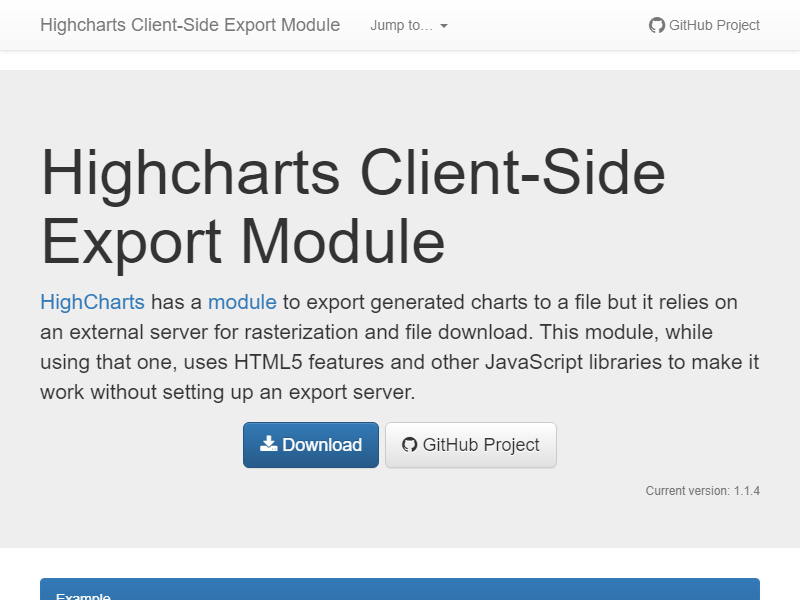 Highcharts Client-Side Export Module Jump to… GitHub Project
Highcharts Client-Side
Export Module
HighCharts has a module to export generated charts to a file but it relies on
an external server for rasterization and file download. This module, while
using that one, uses HTML5 features and other JavaScript libraries to make it
work without setting up an export server.
Download GitHub Project
Current version: 1.1.4
Example